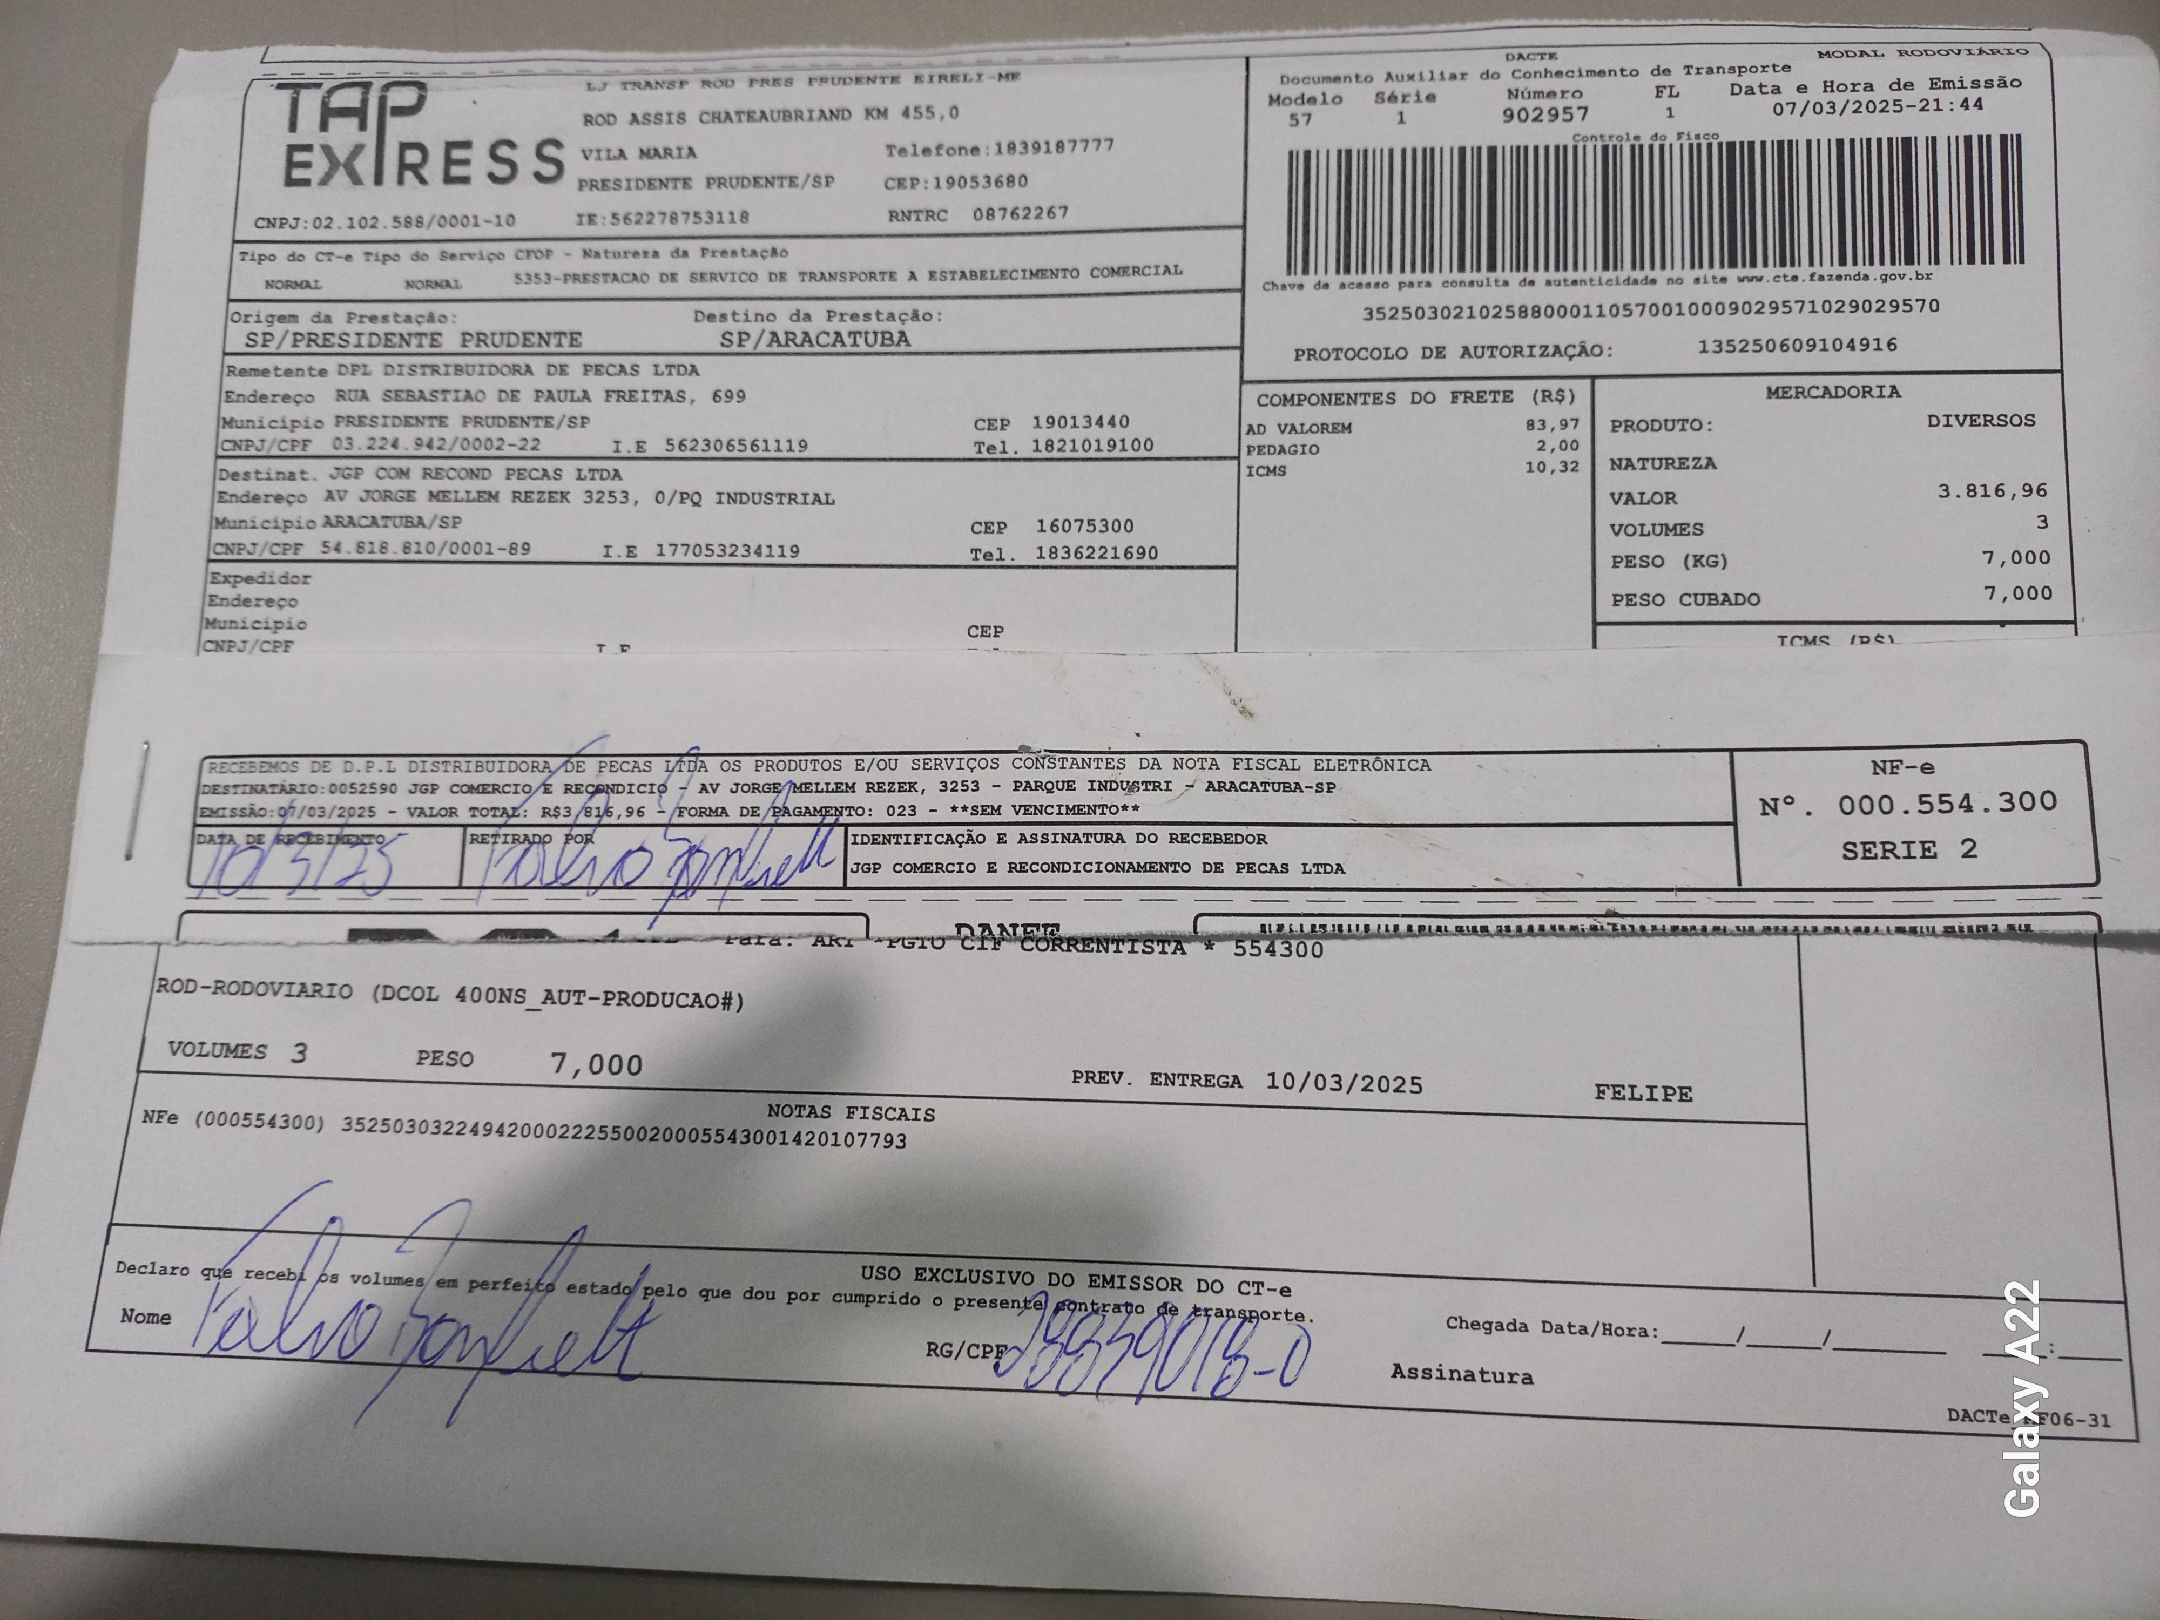 TAP EXPRESS
LJ TRANSP ROD PRES PRUDENTE EIRELI-ME
ROD ASSIS CHATEAUBRIAND KM 455,0
VILA MARIA Telefone:1839187777
PRESIDENTE PRUDENTE/SP CEP:19053680
CNPJ:02.102.588/0001-10 IE:562278753118 RNTRC 08762267
DACTE MODAL RODOVIÁRIO
Documento Auxiliar do Conhecimento de Transporte
Modelo Série Número FL Data e Hora de Emissão
57 1 902957 1 07/03/2025-21:44
Controle do Fisco
Chave de acesso para consulta de autenticidade no site www.cte.fazenda.gov.br
35250302102588000110570010009029571029029570
PROTOCOLO DE AUTORIZAÇÃO: 135250609104916
Tipo do CT-e Tipo do Serviço CFOP - Natureza da Prestação
NORMAL NORMAL 5353-PRESTACAO DE SERVICO DE TRANSPORTE A ESTABELECIMENTO COMERCIAL
Origem da Prestação: Destino da Prestação:
SP/PRESIDENTE PRUDENTE SP/ARACATUBA
Remetente DPL DISTRIBUIDORA DE PECAS LTDA
Endereço RUA SEBASTIAO DE PAULA FREITAS, 699
Município PRESIDENTE PRUDENTE/SP CEP 19013440
CNPJ/CPF 03.224.942/0002-22 I.E 562306561119 Tel. 1821019100
Destinat. JGP COM RECOND PECAS LTDA
Endereço AV JORGE MELLEM REZEK 3253, 0/PQ INDUSTRIAL
Município ARACATUBA/SP CEP 16075300
CNPJ/CPF 54.818.810/0001-89 I.E 177053234119 Tel. 1836221690
Expedidor
Endereço
Município CEP
CNPJ/CPF I.E
COMPONENTES DO FRETE (R$)
AD VALOREM 83,97
PEDAGIO 2,00
ICMS 10,32
MERCADORIA
PRODUTO: DIVERSOS
NATUREZA
VALOR 3.816,96
VOLUMES 3
PESO (KG) 7,000
PESO CUBADO 7,000
ICMS (R$)
RECEBEMOS DE D.P.L DISTRIBUIDORA DE PECAS LTDA OS PRODUTOS E/OU SERVIÇOS CONSTANTES DA NOTA FISCAL ELETRÔNICA
DESTINATÁRIO:0052590 JGP COMERCIO E RECONDICIO - AV JORGE MELLEM REZEK, 3253 - PARQUE INDUSTRI - ARACATUBA-SP
EMISSÃO:07/03/2025 - VALOR TOTAL: R$3.816,96 - FORMA DE PAGAMENTO: 023 - **SEM VENCIMENTO**
DATA DE RECEBIMENTO RETIRADO POR IDENTIFICAÇÃO E ASSINATURA DO RECEBEDOR
10/3/25 JGP COMERCIO E RECONDICIONAMENTO DE PECAS LTDA
NF-e
Nº. 000.554.300
SERIE 2
DANFE
Para: ARI -PGTO CIF CORRENTISTA * 554300
ROD-RODOVIARIO (DCOL 400NS_AUT-PRODUCAO#)
VOLUMES 3 PESO 7,000 PREV. ENTREGA 10/03/2025 FELIPE
NOTAS FISCAIS
NFe (000554300) 35250303224942000222550020005543001420107793
USO EXCLUSIVO DO EMISSOR DO CT-e
Declaro que recebi os volumes em perfeito estado pelo que dou por cumprido o presente contrato de transporte.
Nome RG/CPF Chegada Data/Hora:_____/_____/_______ ____:____
Assinatura
DACTe
F06-31
Galaxy A22